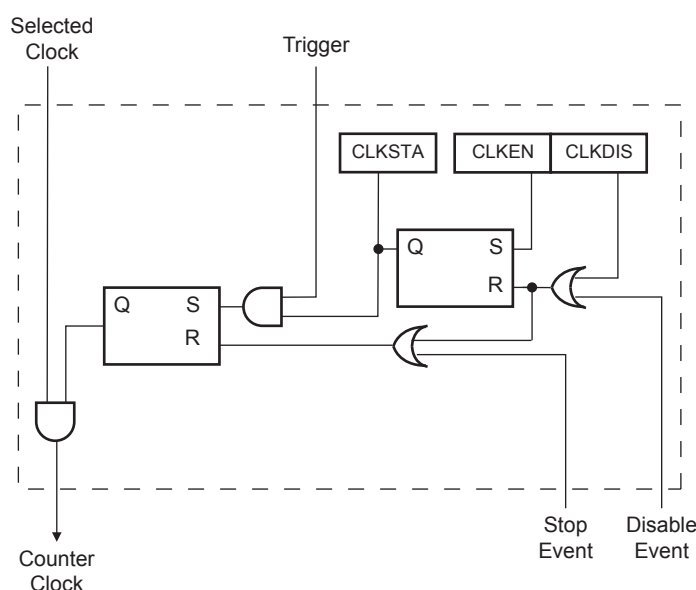 Selected
Clock
Trigger
CLKSTA
CLKEN
CLKDIS
Q
S
R
Q
S
R
Stop
Event
Disable
Event
Counter
Clock